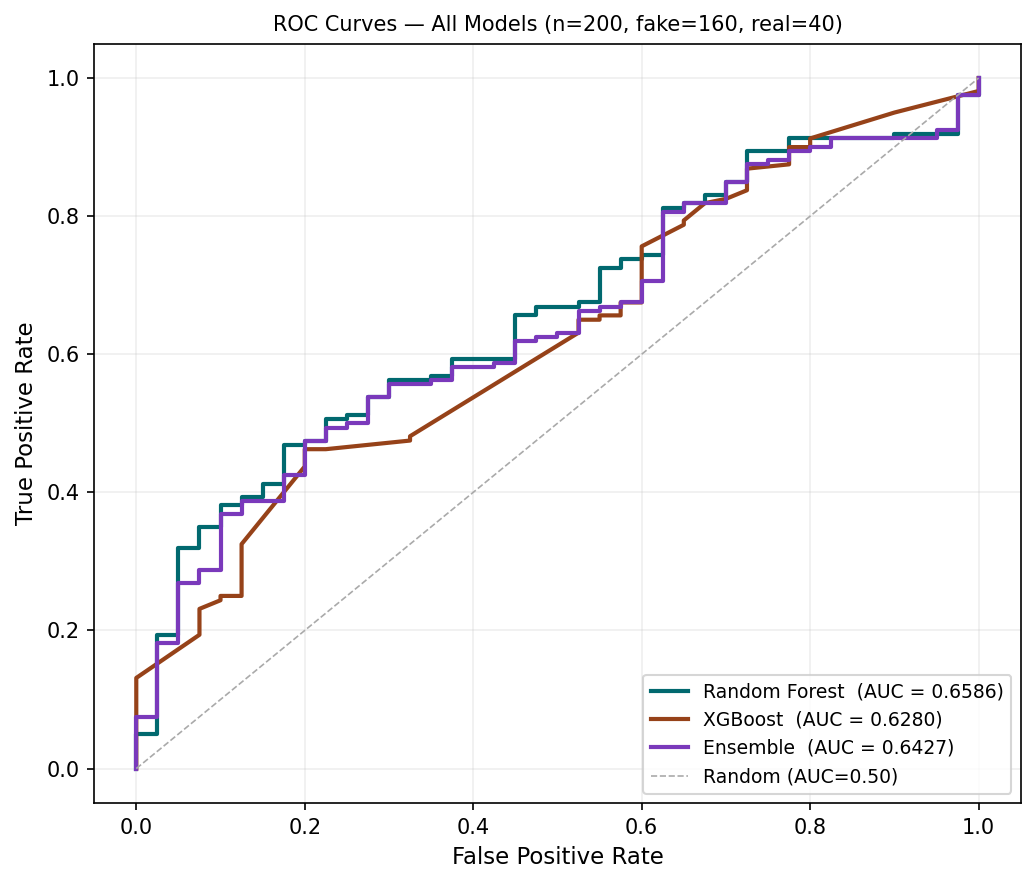 ROC Curves — All Models (n=200, fake=160, real=40)
True Positive Rate
1.0
0.8
0.6
0.4
0.2
0.0
Random Forest (AUC = 0.6586)
XGBoost (AUC = 0.6280)
Ensemble (AUC = 0.6427)
Random (AUC=0.50)
0.0 0.2 0.4 0.6 0.8 1.0
False Positive Rate